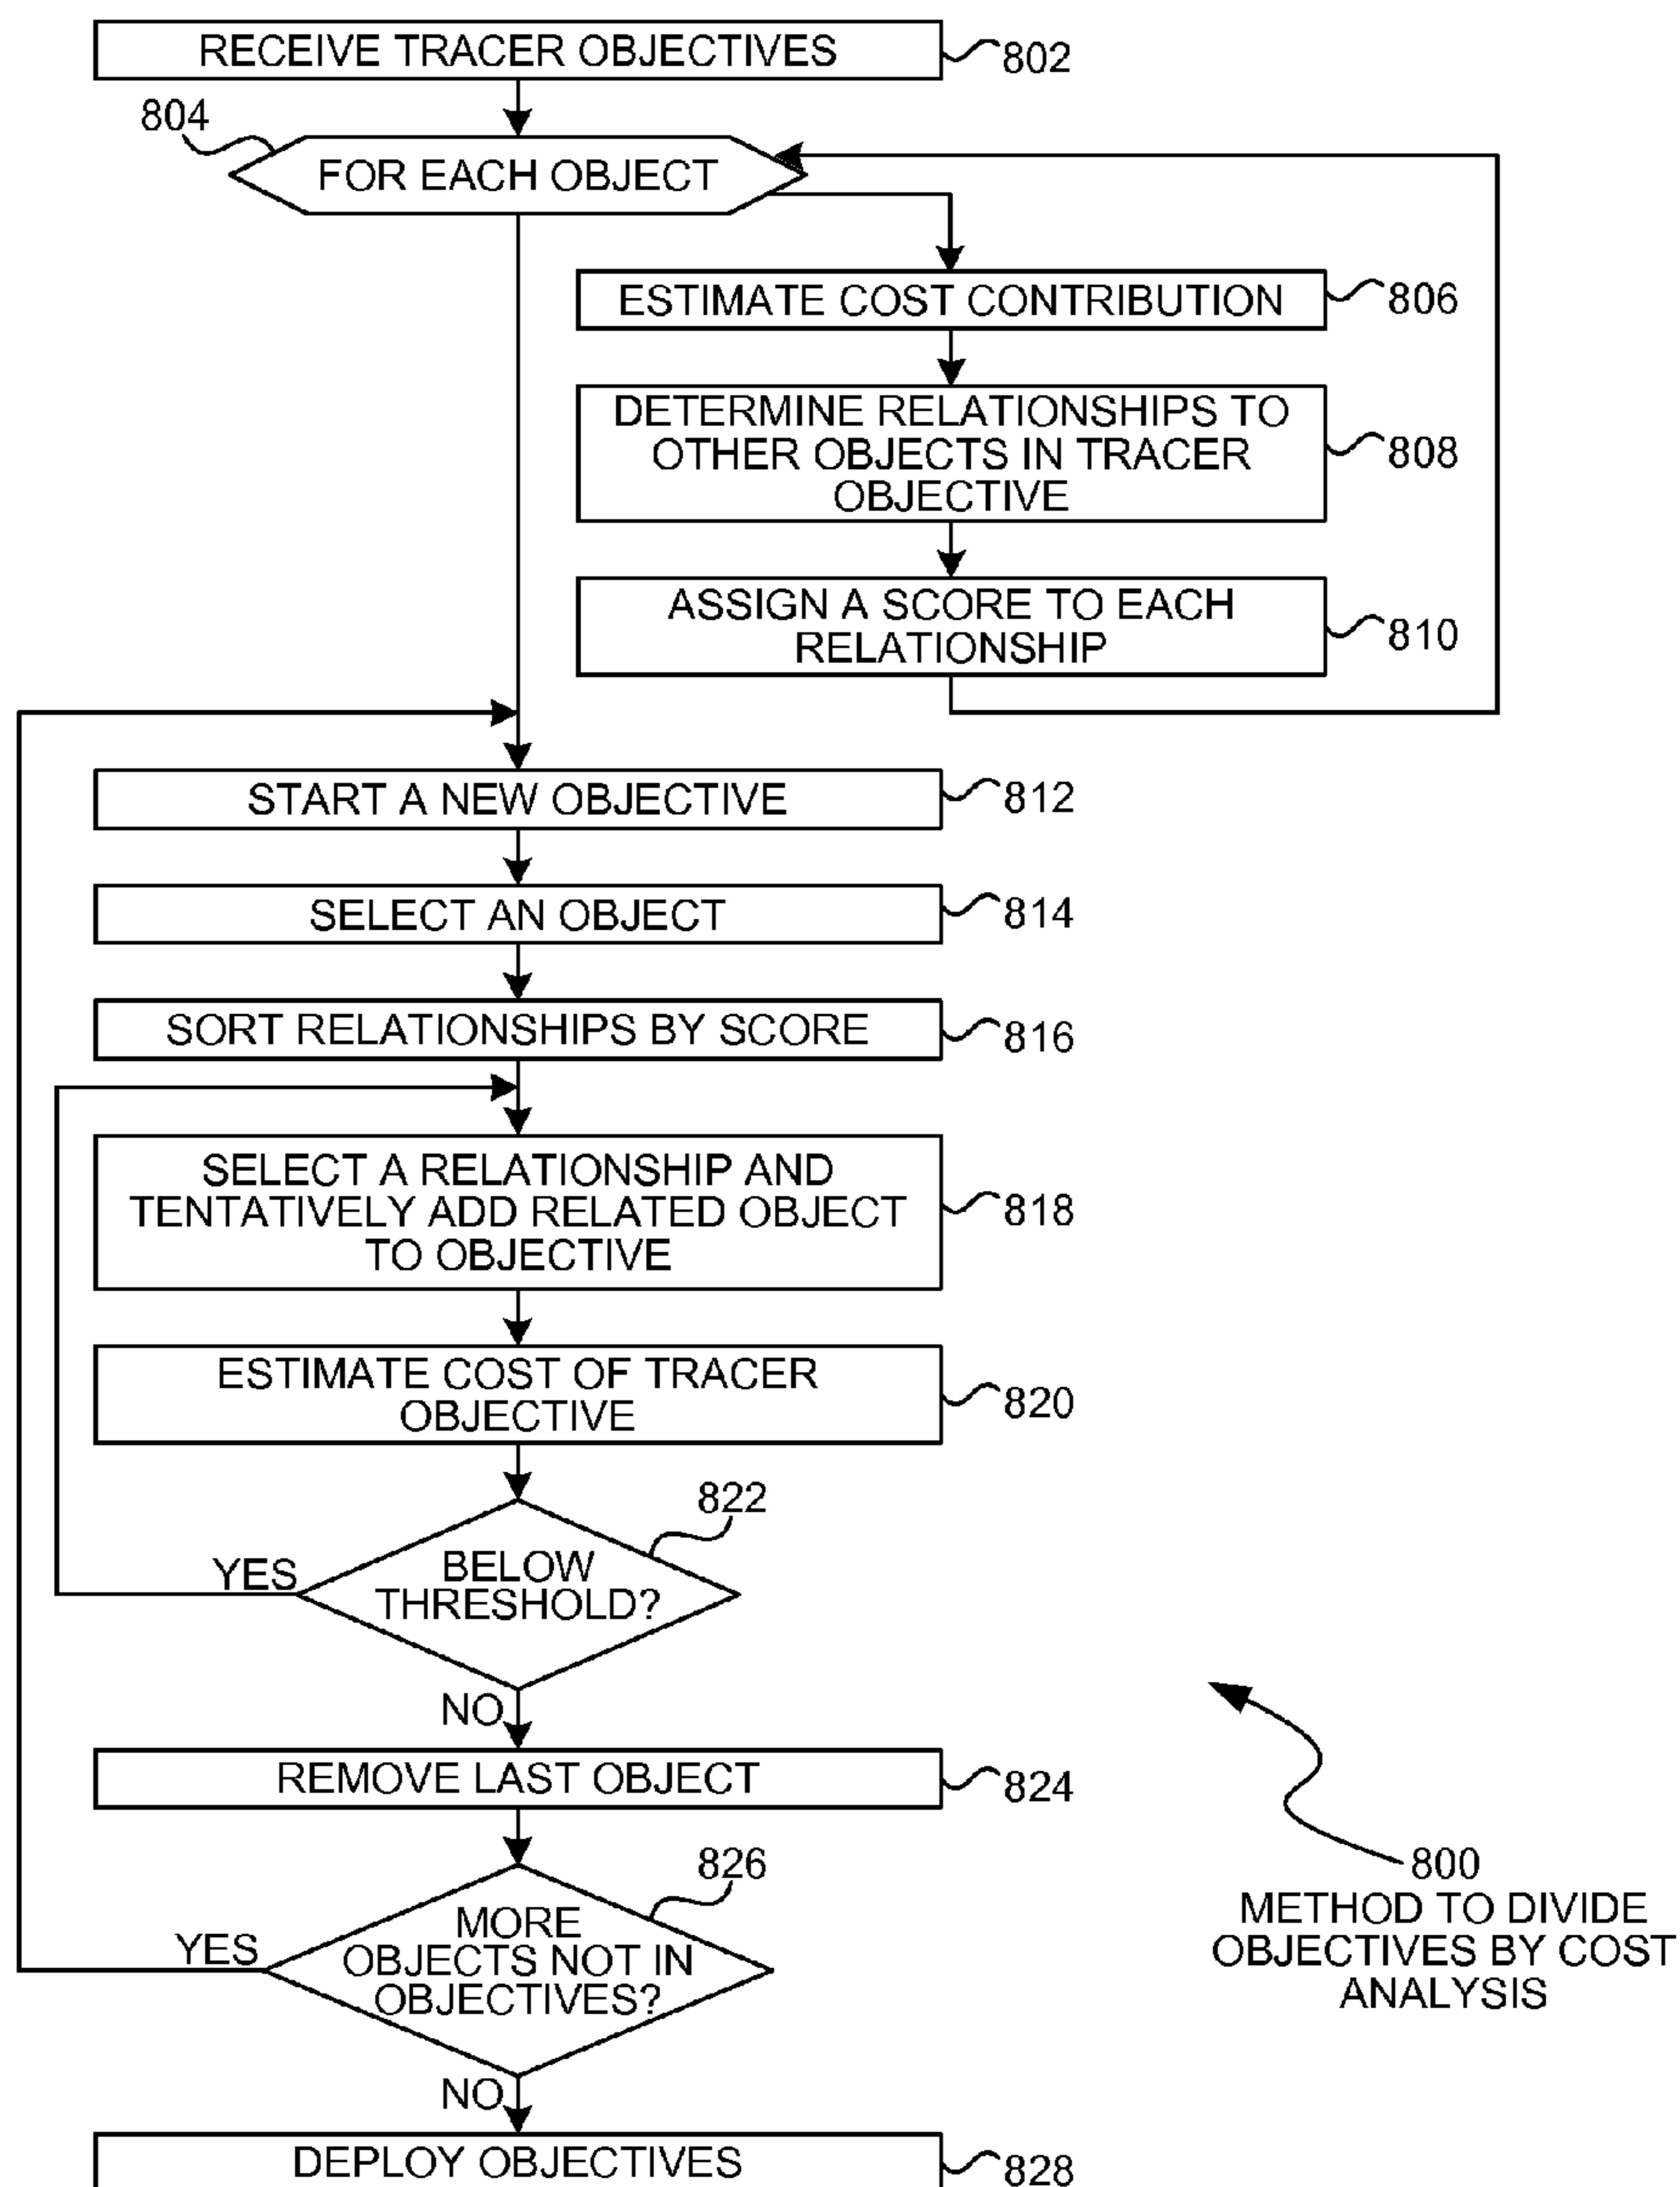 RECEIVE TRACER OBJECTIVES
802
804
FOR EACH OBJECT
ESTIMATE COST CONTRIBUTION
806
DETERMINE RELATIONSHIPS TO
OTHER OBJECTS IN TRACER
OBJECTIVE
808
ASSIGN A SCORE TO EACH
RELATIONSHIP
810
START A NEW OBJECTIVE
812
SELECT AN OBJECT
814
SORT RELATIONSHIPS BY SCORE
816
SELECT A RELATIONSHIP AND
TENTATIVELY ADD RELATED OBJECT
TO OBJECTIVE
818
ESTIMATE COST OF TRACER
OBJECTIVE
820
822
YES
BELOW
THRESHOLD?
NO
REMOVE LAST OBJECT
824
826
YES
MORE
OBJECTS NOT IN
OBJECTIVES?
NO
DEPLOY OBJECTIVES
828
800
METHOD TO DIVIDE
OBJECTIVES BY COST
ANALYSIS